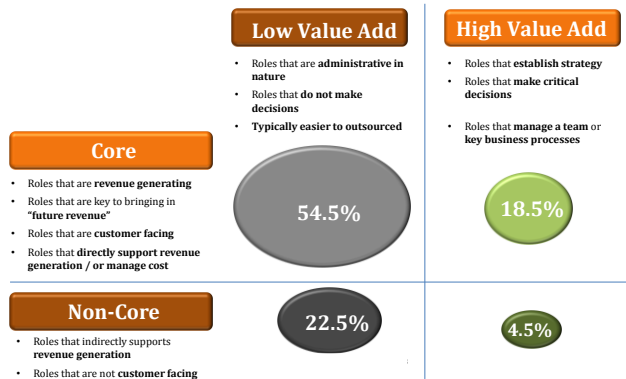 Low Value Add
High Value Add
• Roles that are administrative in
nature
• Roles that do not make
decisions
• Typically easier to outsourced
• Roles that establish strategy
• Roles that make critical
decisions
• Roles that manage a team or
key business processes
Core
• Roles that are revenue generating
• Roles that are key to bringing in
“future revenue”
• Roles that are customer facing
• Roles that directly support revenue
generation / or manage cost
54.5%
18.5%
Non-Core
• Roles that indirectly supports
revenue generation
• Roles that are not customer facing
22.5%
4.5%